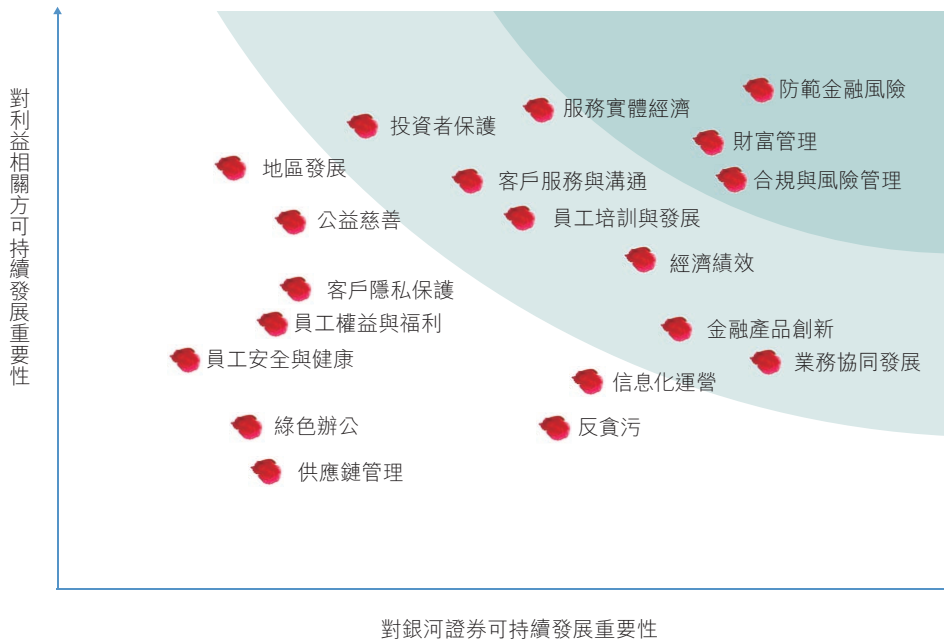 對利益相關方可持續發展重要性
防範金融風險
服務實體經濟
投資者保護
財富管理
地區發展
客戶服務與溝通
合規與風險管理
公益慈善
員工培訓與發展
經濟績效
客戶隱私保護
員工權益與福利
金融產品創新
員工安全與健康
業務協同發展
信息化運營
綠色辦公
反貪污
供應鏈管理
對銀河證券可持續發展重要性